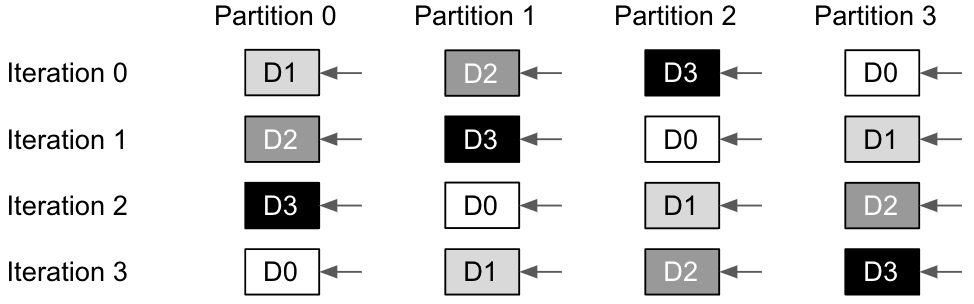 Partition 0 Partition 1 Partition 2 Partition 3
Iteration 0 D1 D2 D3 D0
Iteration 1 D2 D3 D0 D1
Iteration 2 D3 D0 D1 D2
Iteration 3 D0 D1 D2 D3